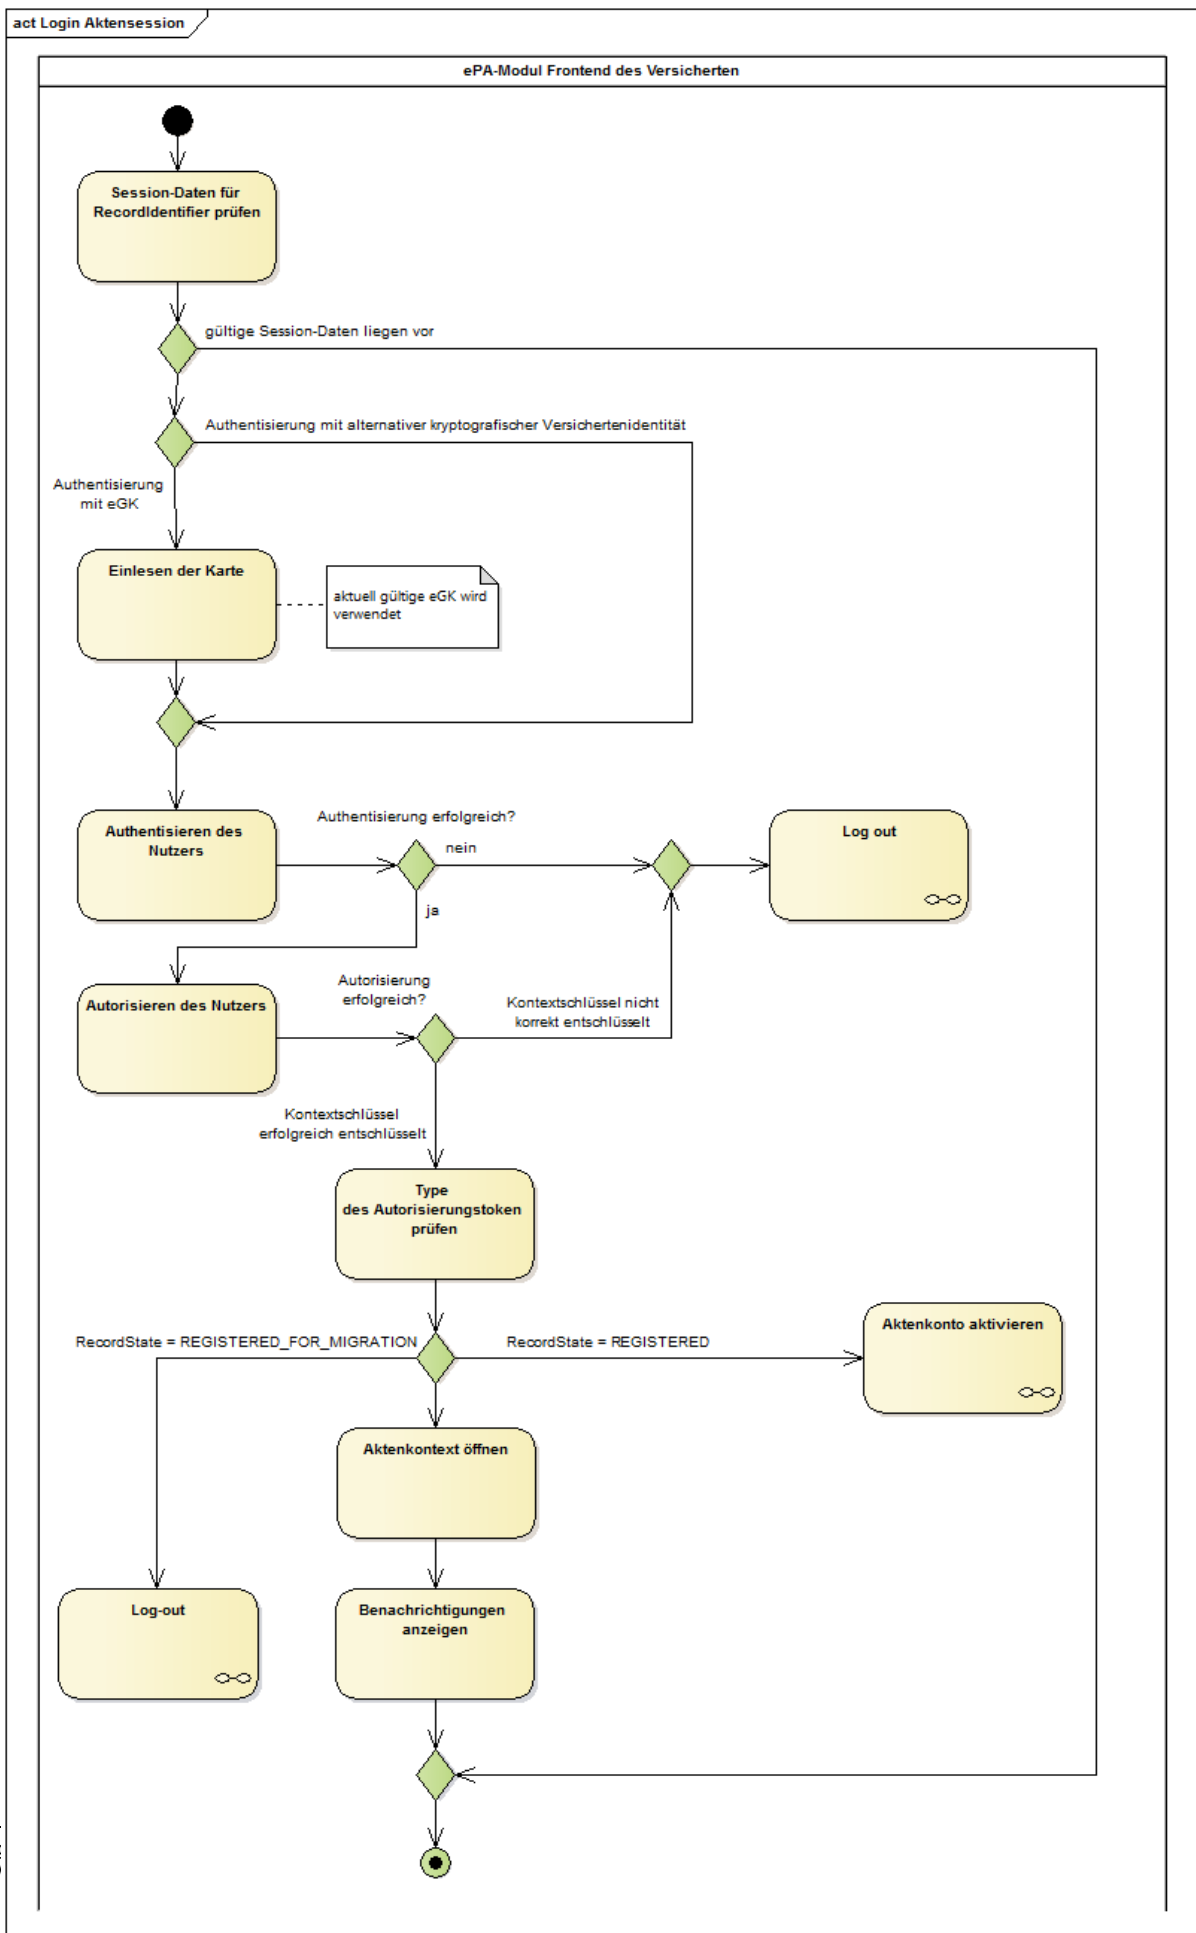 act Login Aktensession
ePA-Modul Frontend des Versicherten
Session-Daten für
RecordIdentifier prüfen
gültige Session-Daten liegen vor
Authentisierung mit alternativer kryptografischer Versichertenidentität
Authentisierung
mit eGK
Einlesen der Karte
aktuell gültige eGK wird
verwendet
Authentisieren des
Nutzers
Authentisierung erfolgreich?
nein
ja
Log out
Autorisieren des Nutzers
Autorisierung
erfolgreich?
Kontextschlüssel nicht
korrekt entschlüsselt
Kontextschlüssel
erfolgreich entschlüsselt
Type
des Autorisierungstoken
prüfen
RecordState = REGISTERED_FOR_MIGRATION
RecordState = REGISTERED
Aktenkonto aktivieren
Aktenkontext öffnen
Log-out
Benachrichtigungen
anzeigen